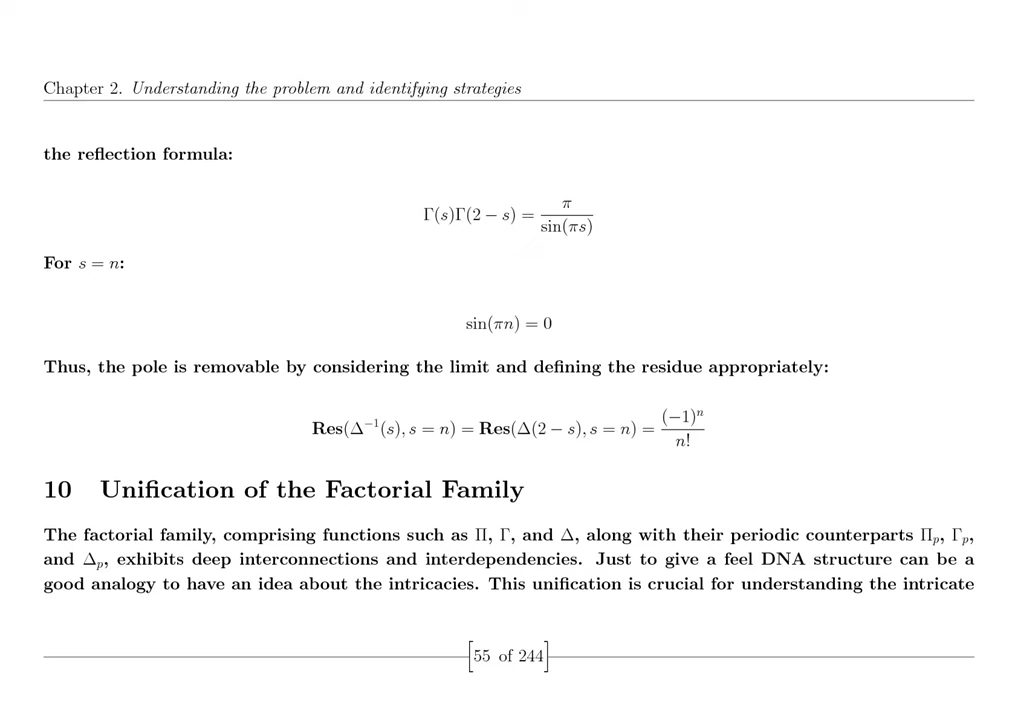 Chapter 2. Understanding the problem and identifying strategies
the reflection formula:
Γ(s)Γ(2 − s) = π / sin(πs)
For s = n:
sin(πn) = 0
Thus, the pole is removable by considering the limit and defining the residue appropriately:
Res(Δ⁻¹(s), s = n) = Res(Δ(2 − s), s = n) = (−1)ⁿ / n!
10 Unification of the Factorial Family
The factorial family, comprising functions such as Π, Γ, and Δ, along with their periodic counterparts Πₚ, Γₚ,
and Δₚ, exhibits deep interconnections and interdependencies. Just to give a feel DNA structure can be a
good analogy to have an idea about the intricacies. This unification is crucial for understanding the intricate
[55 of 244]